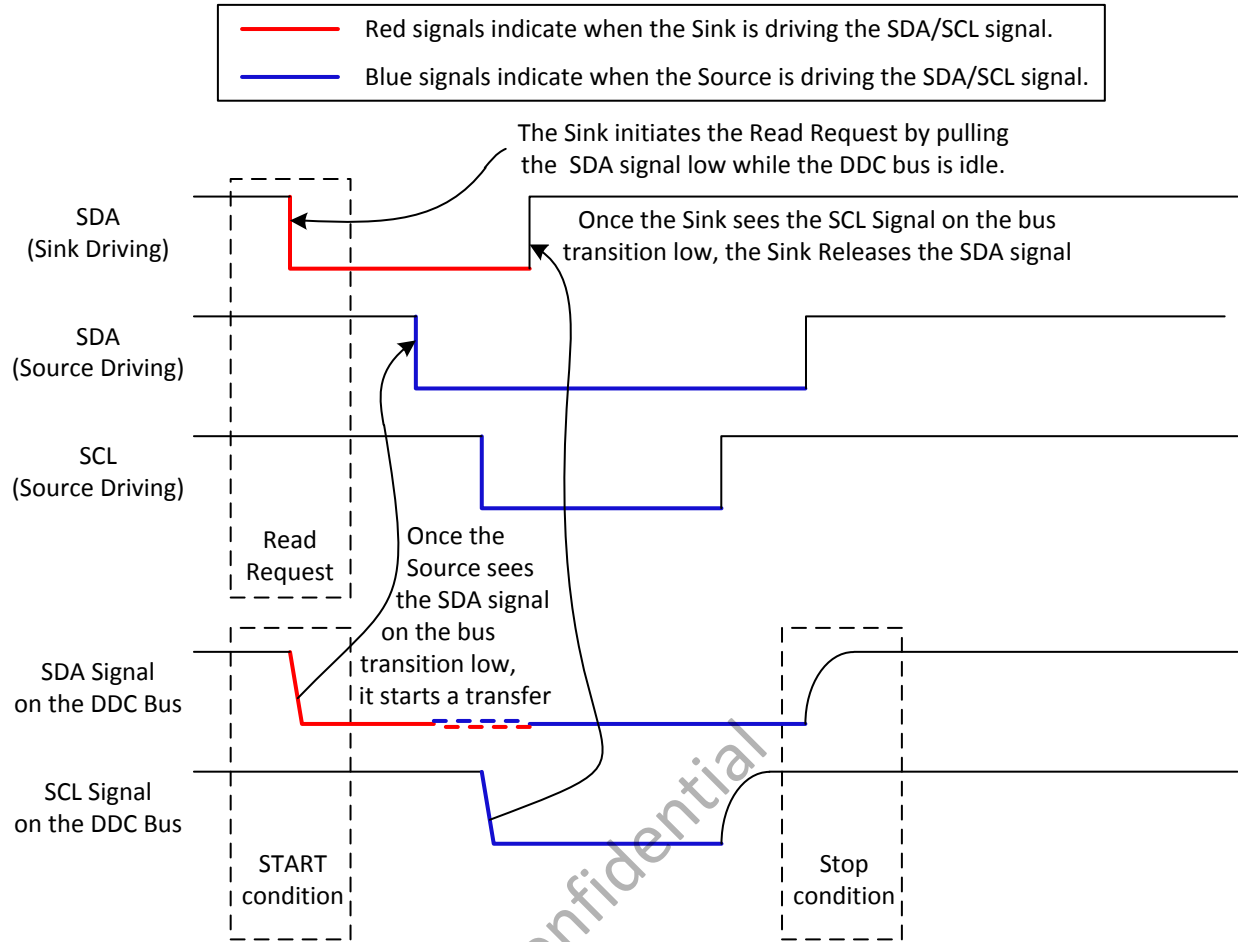 Red signals indicate when the Sink is driving the SDA/SCL signal.
Blue signals indicate when the Source is driving the SDA/SCL signal.
The Sink initiates the Read Request by pulling
the SDA signal low while the DDC bus is idle.
SDA
(Sink Driving)
Once the Sink sees the SCL Signal on the bus
transition low, the Sink Releases the SDA signal
SDA
(Source Driving)
SCL
(Source Driving)
Read
Request
Once the
Source sees
the SDA signal
on the bus
transition low,
it starts a transfer
SDA Signal
on the DDC Bus
SCL Signal
on the DDC Bus
START
condition
Stop
condition
nfidential